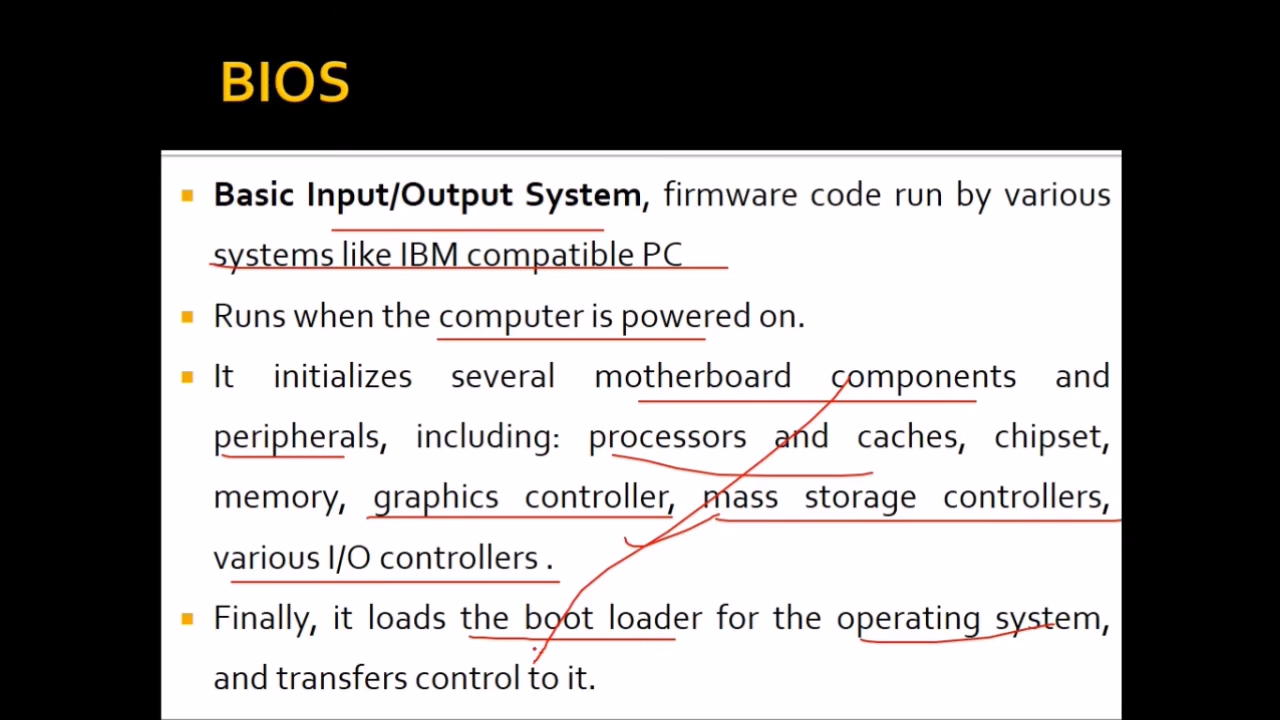 BIOS
Basic Input/Output System, firmware code run by various
systems like IBM compatible PC
Runs when the computer is powered on.
It initializes several motherboard components and
peripherals, including: processors and caches, chipset,
memory, graphics controller, mass storage controllers,
various I/O controllers .
Finally, it loads the boot loader for the operating system,
and transfers control to it.